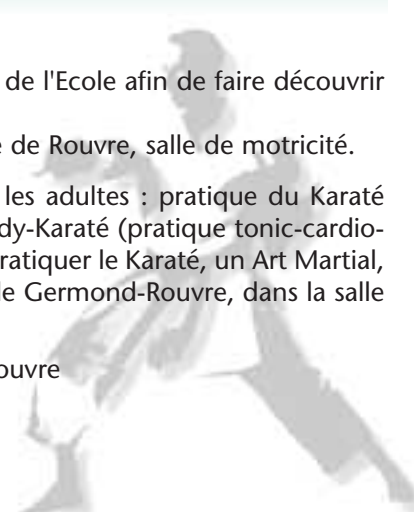 de l'Ecole afin de faire découvrir
de Rouvre, salle de motricité.
les adultes : pratique du Karaté
dy-Karaté (pratique tonic-cardio-
ratiquer le Karaté, un Art Martial,
de Germond-Rouvre, dans la salle
ouvre